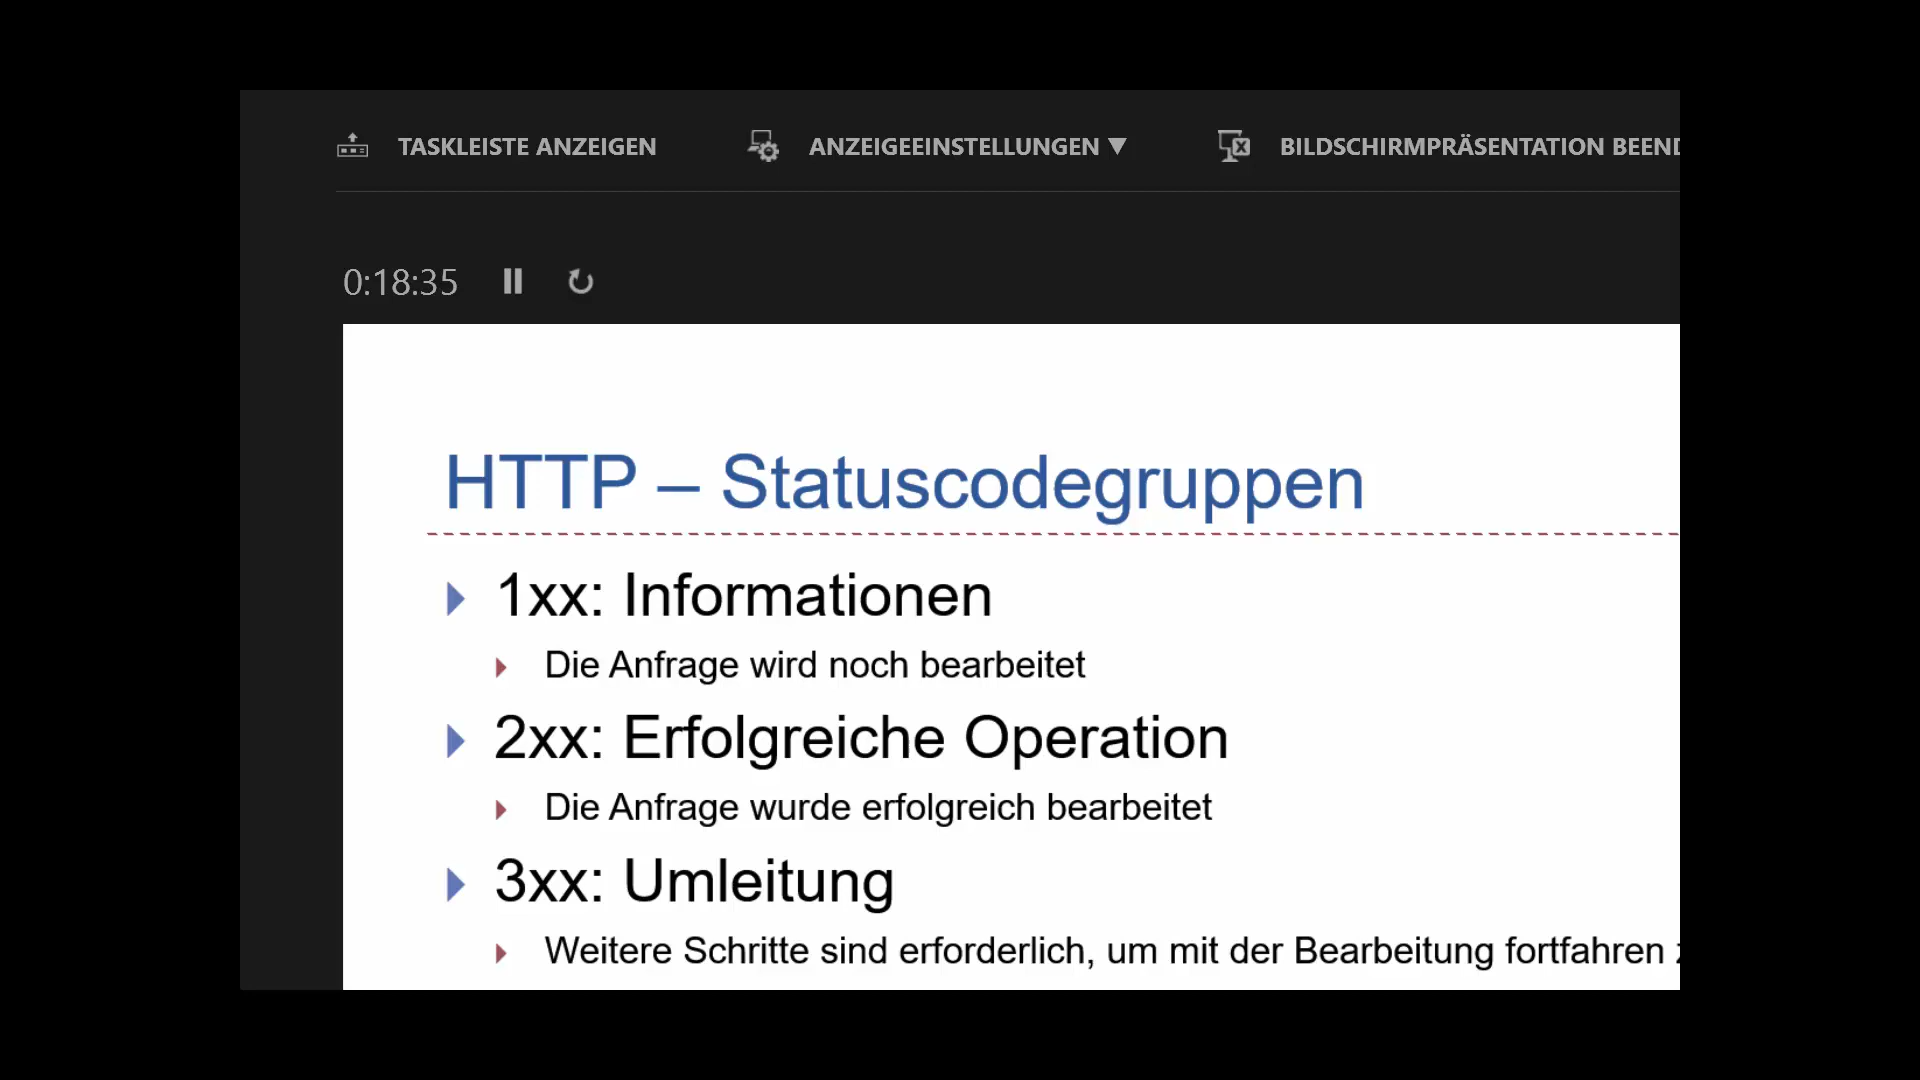 TASKLEISTE ANZEIGEN ANZEIGEEINSTELLUNGEN ▼ BILDSCHIRMPRÄSENTATION
0:18:35
HTTP – Statuscodegruppen
1xx: Informationen
Die Anfrage wird noch bearbeitet
2xx: Erfolgreiche Operation
Die Anfrage wurde erfolgreich bearbeitet
3xx: Umleitung
Weitere Schritte sind erforderlich, um mit der Bearbeitung fortfahren